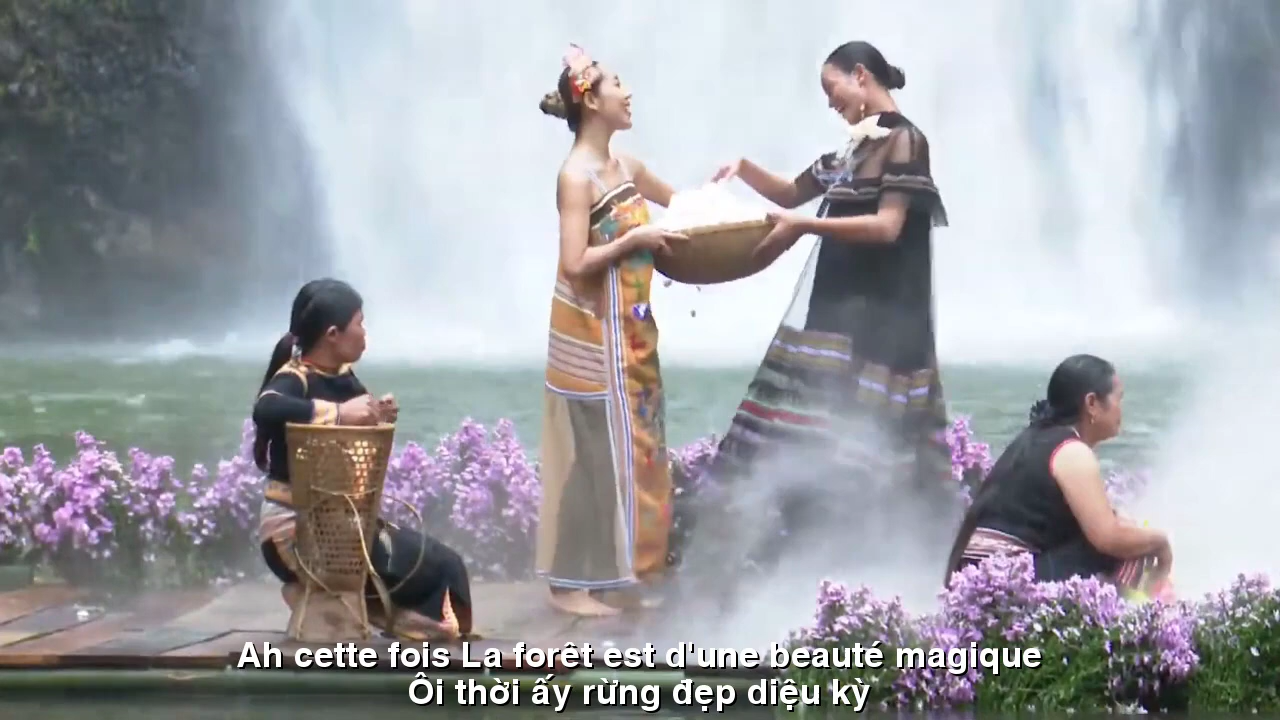 Ah cette fois La forêt est d'une beauté magique
Ôi thời ấy rừng đẹp diệu kỳ